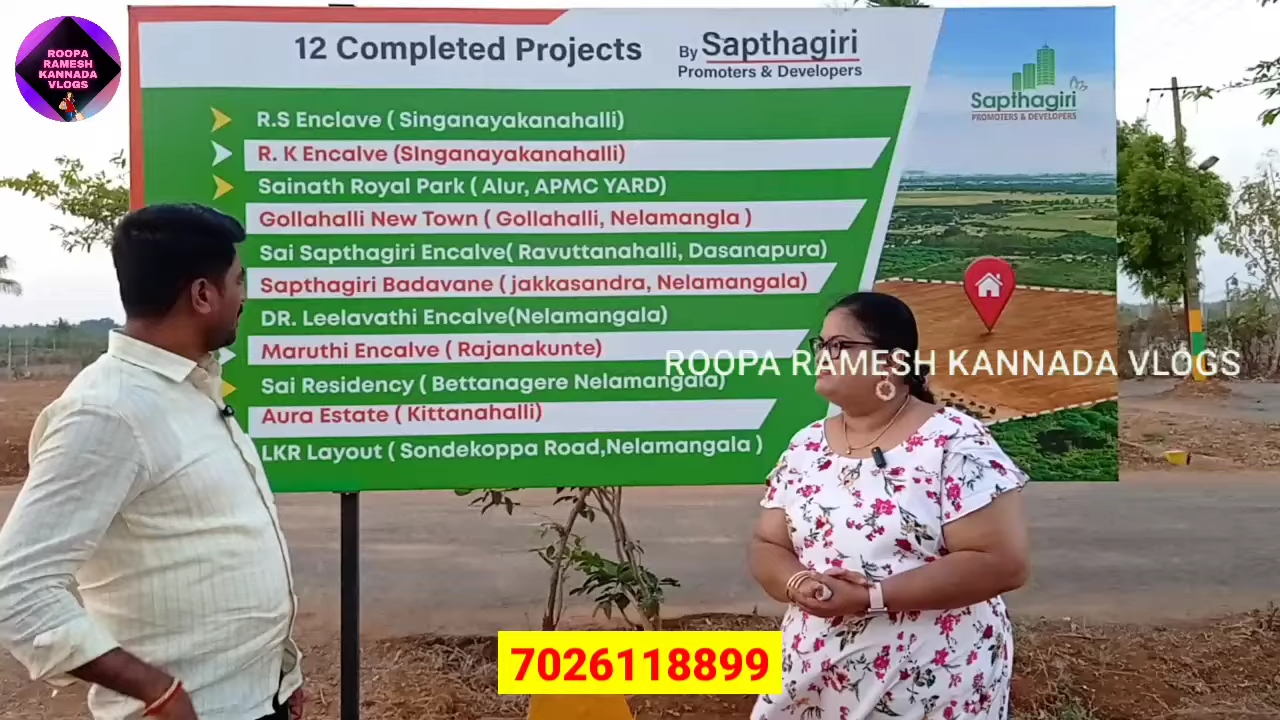 ROOPA
RAMESH
KANNADA
VLOGS
12 Completed Projects
By Sapthagiri
Promoters & Developers
Sapthagiri
PROMOTERS & DEVELOPERS
R.S Enclave ( Singanayakanahalli)
R. K Encalve (SInganayakanahalli)
Sainath Royal Park ( Alur, APMC YARD)
Gollahalli New Town ( Gollahalli, Nelamangla )
Sai Sapthagiri Encalve( Ravuttanahalli, Dasanapura)
Sapthagiri Badavane ( jakkasandra, Nelamangala)
DR. Leelavathi Encalve(Nelamangala)
Maruthi Encalve ( Rajanakunte)
ROOPA RAMESH KANNADA VLOGS
Sai Residency ( Bettanagere Nelamangala)
Aura Estate ( Kittanahalli)
LKR Layout ( Sondekoppa Road,Nelamangala )
7026118899